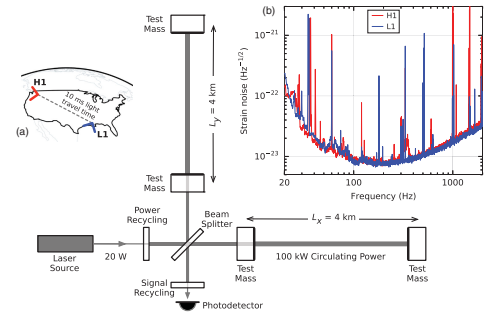 (a)
H1
10 ms light
travel time
L1
Test
Mass
L_y = 4 km
Test
Mass
Power
Recycling
Beam
Splitter
L_x = 4 km
Laser
Source
20 W
Test
Mass
100 kW Circulating Power
Test
Mass
Signal
Recycling
Photodetector
(b)
H1
L1
Strain noise (Hz^-1/2)
10^-21
10^-22
10^-23
20
100
1000
Frequency (Hz)